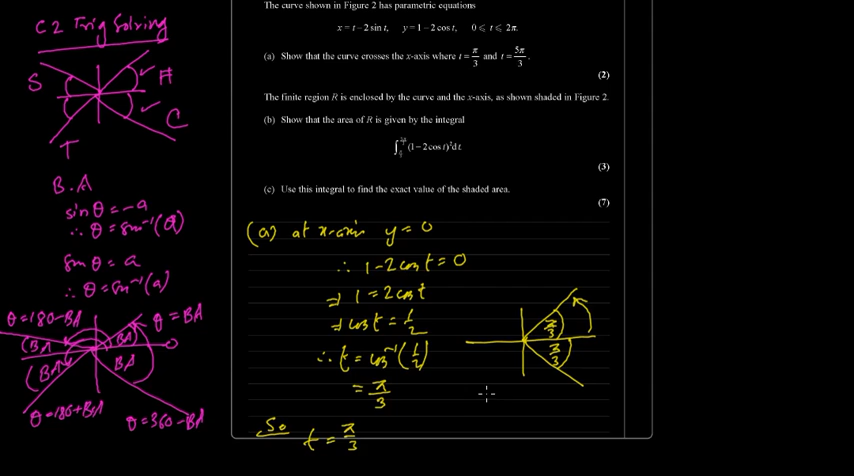 C2 Trig Solving
S A
T C
B.A
sinθ = -a
∴ θ = sin⁻¹(a)
sinθ = a
∴ θ = sin⁻¹(a)
θ = 180 - BA θ = BA
BA BA
BA BA
θ = 180 + BA θ = 360 - BA
The curve shown in Figure 2 has parametric equations
x = t − 2 sin t, y = 1 − 2 cos t, 0 ⩽ t ⩽ 2π.
(a) Show that the curve crosses the x-axis where t = π/3 and t = 5π/3.
(2)
The finite region R is enclosed by the curve and the x-axis, as shown shaded in Figure 2.
(b) Show that the area of R is given by the integral
∫ (1 − 2 cos t)² dt.
(3)
(c) Use this integral to find the exact value of the shaded area.
(7)
(a) at x-axis y = 0
∴ 1 - 2cos t = 0
⇒ 1 = 2cos t
⇒ cos t = 1/2
∴ t = cos⁻¹(1/2)
= π/3
So t = π/3
π/3
π/3